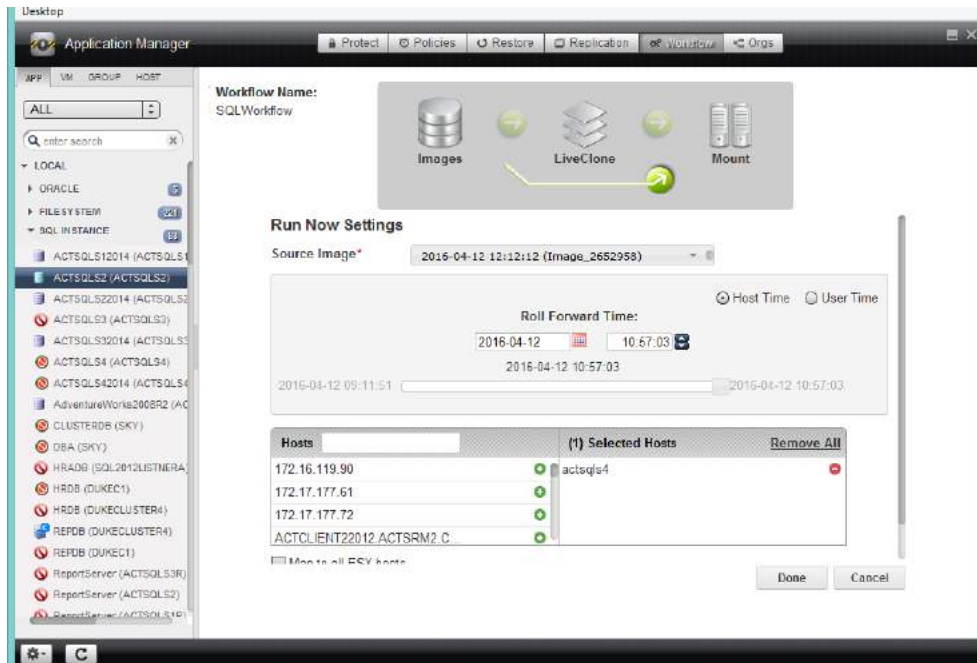 Desktop
Application Manager
Protect
Policies
Restore
Replication
Workflow
Orgs
APP VM GROUP HOST
ALL
enter search
LOCAL
ORACLE
FILESYSTEM
SQL INSTANCE
ACTSQLS12014 (ACTSQLS1
ACTSQLS2 (ACTSQLS2)
ACTSQLS22014 (ACTSQLS2
ACTSQLS3 (ACTSQLS3)
ACTSQLS32014 (ACTSQLS3
ACTSQLS4 (ACTSQLS4)
ACTSQLS42014 (ACTSQLS4
AdventureWorks2008R2 (AC
CLUSTERDB (SKY)
DBA (SKY)
HRADB (SQL2012LISTNERA
HRDB (DUKEC1)
HRDB (DUKECLUSTER4)
REPDB (DUKECLUSTER4)
REPDB (DUKEC1)
ReportServer (ACTSQLS3R)
ReportServer (ACTSQLS2)
ReportServer (ACTSQLS1R)
Workflow Name:
SQLWorkflow
Images
LiveClone
Mount
Run Now Settings
Source Image*
2016-04-12 12:12:12 (Image_2652958)
Host Time
User Time
Roll Forward Time:
2016-04-12
10:57:03
2016-04-12 10:57:03
2016-04-12 09:11:51
2016-04-12 10:57:03
Hosts
(1) Selected Hosts
Remove All
172.16.119.90
actsqls4
172.17.177.61
172.17.177.72
ACTCLIENT22012.ACTSRM2.C...
Map to all ESX hosts
Done
Cancel